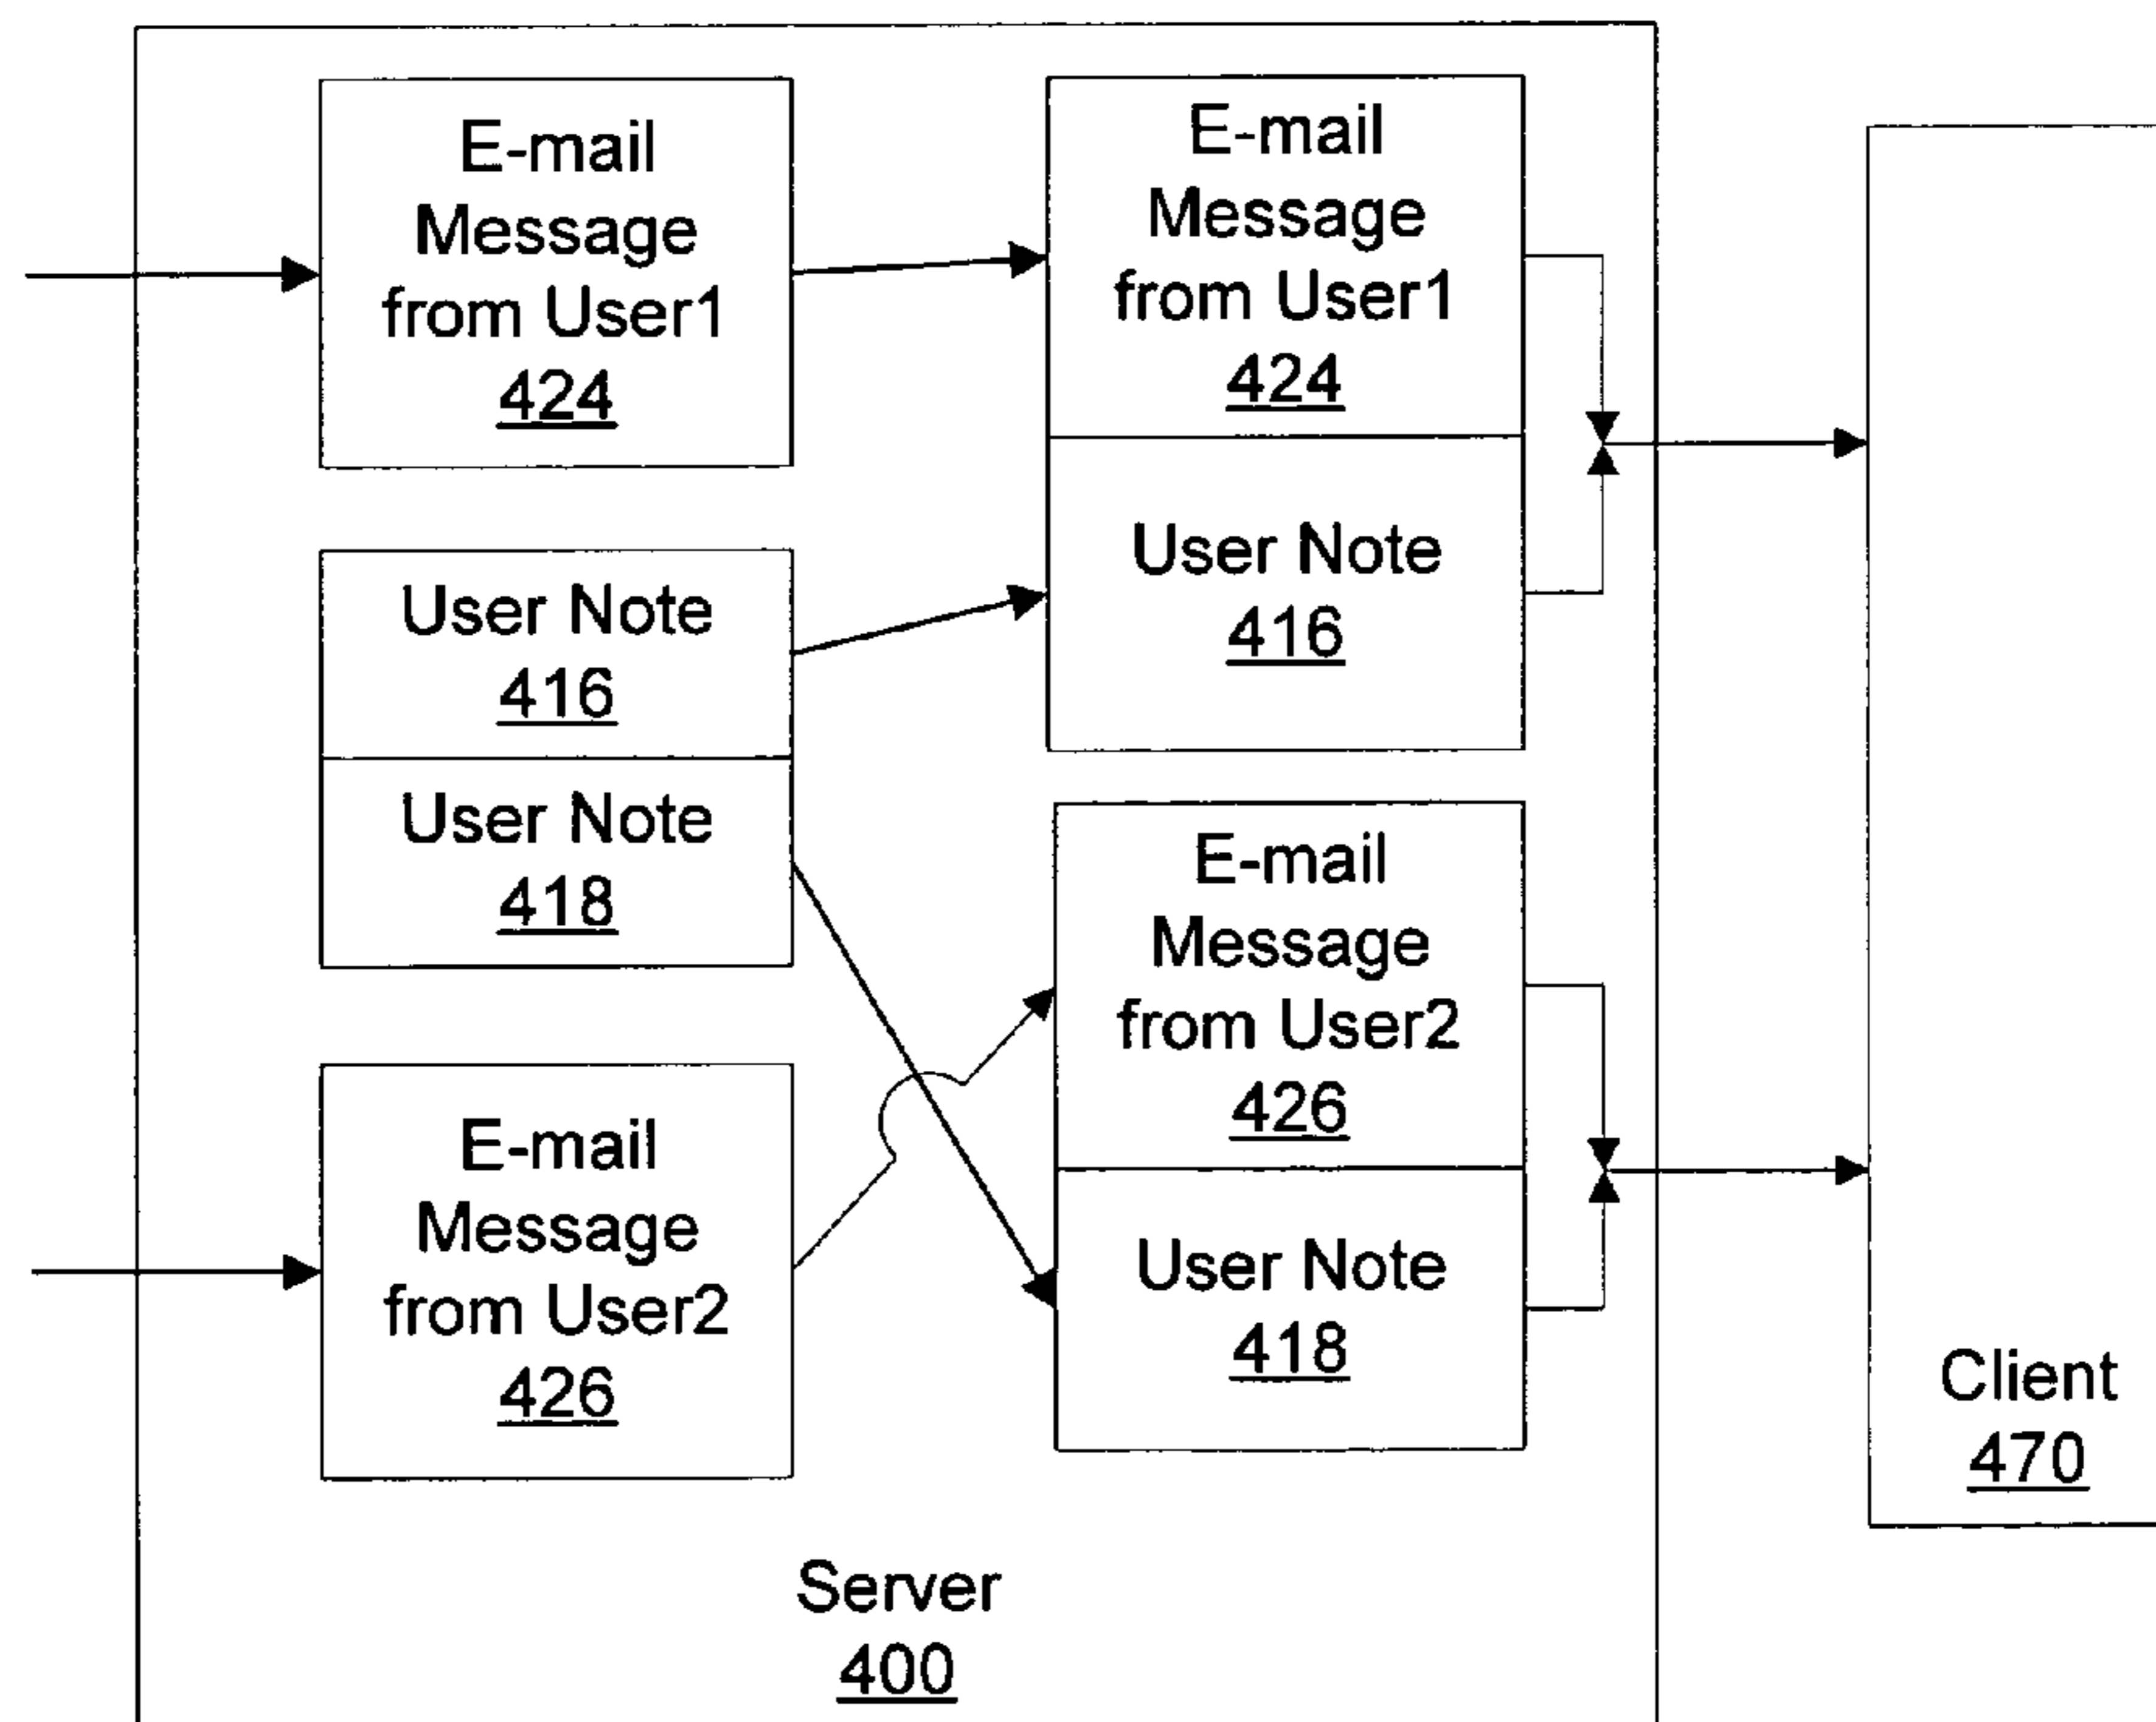 E-mail
Message
from User1
424
User Note
416
User Note
418
E-mail
Message
from User2
426
E-mail
Message
from User1
424
User Note
416
E-mail
Message
from User2
426
User Note
418
Server
400
Client
470